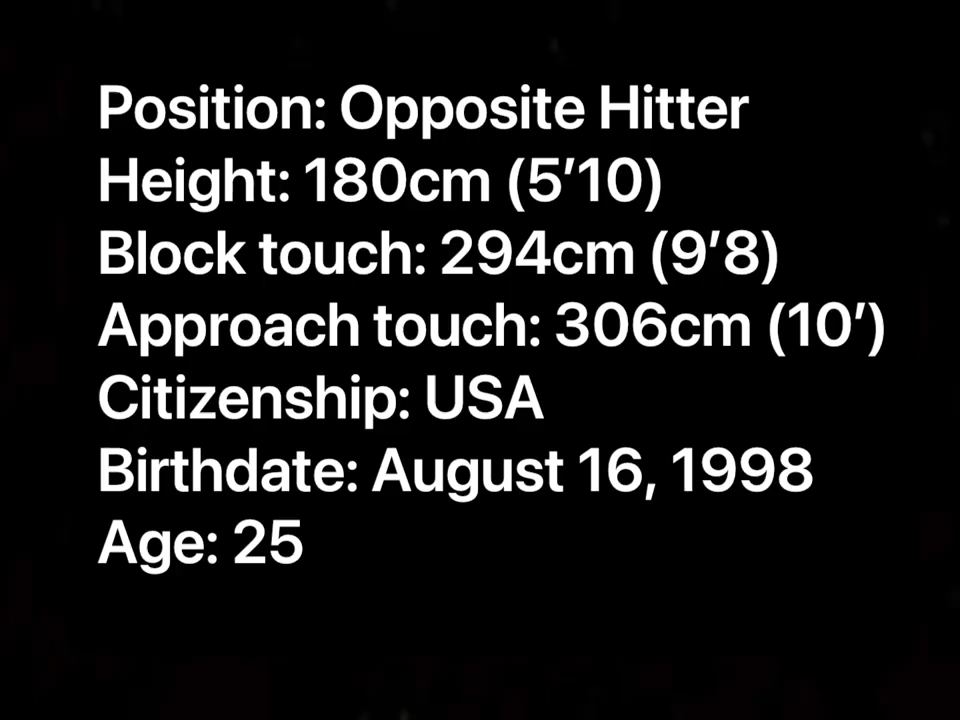 Position: Opposite Hitter
Height: 180cm (5′10)
Block touch: 294cm (9′8)
Approach touch: 306cm (10′)
Citizenship: USA
Birthdate: August 16, 1998
Age: 25